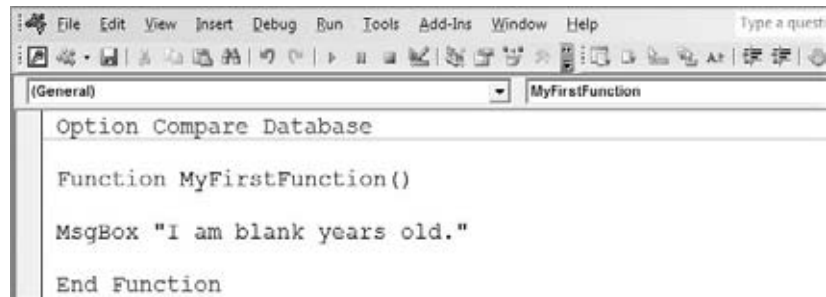 File Edit View Insert Debug Run Tools Add-Ins Window Help Type a quest
(General) MyFirstFunction
Option Compare Database
Function MyFirstFunction()
MsgBox "I am blank years old."
End Function